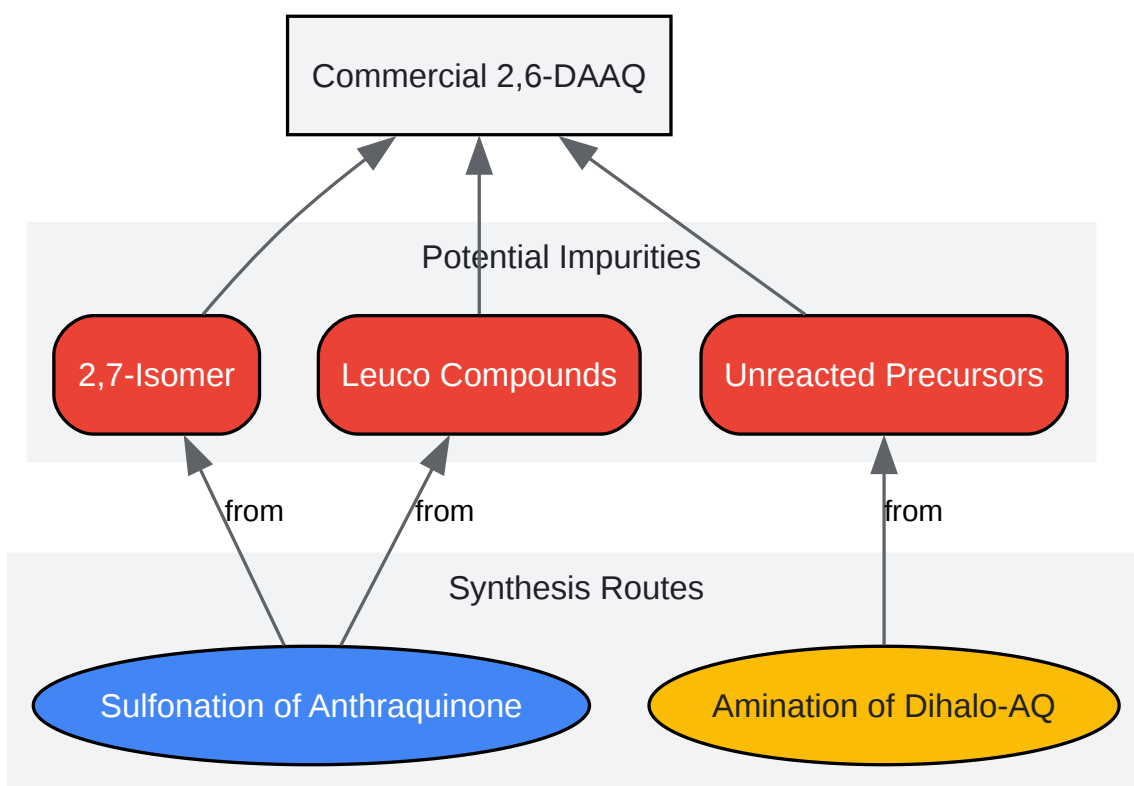 Commercial 2,6-DAAQ
Potential Impurities
2,7-Isomer
Leuco Compounds
Unreacted Precursors
from
from
from
Synthesis Routes
Sulfonation of Anthraquinone
Amination of Dihalo-AQ